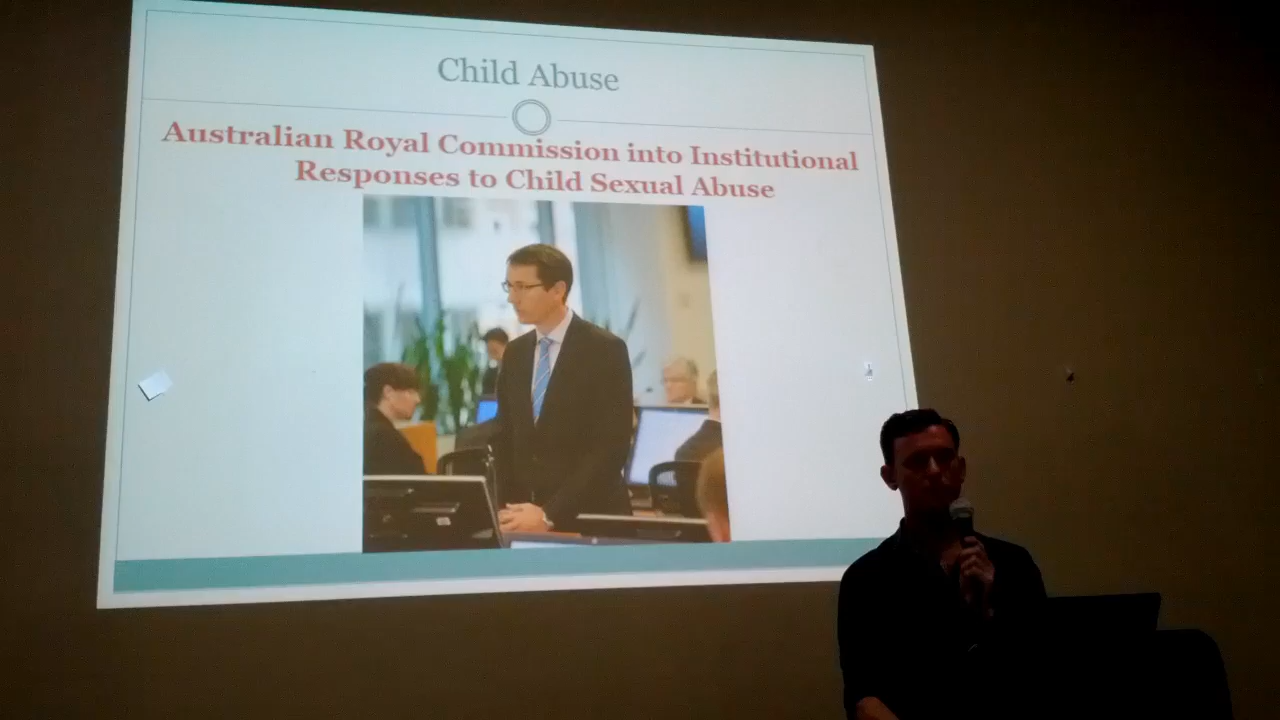 Child Abuse
Australian Royal Commission into Institutional
Responses to Child Sexual Abuse